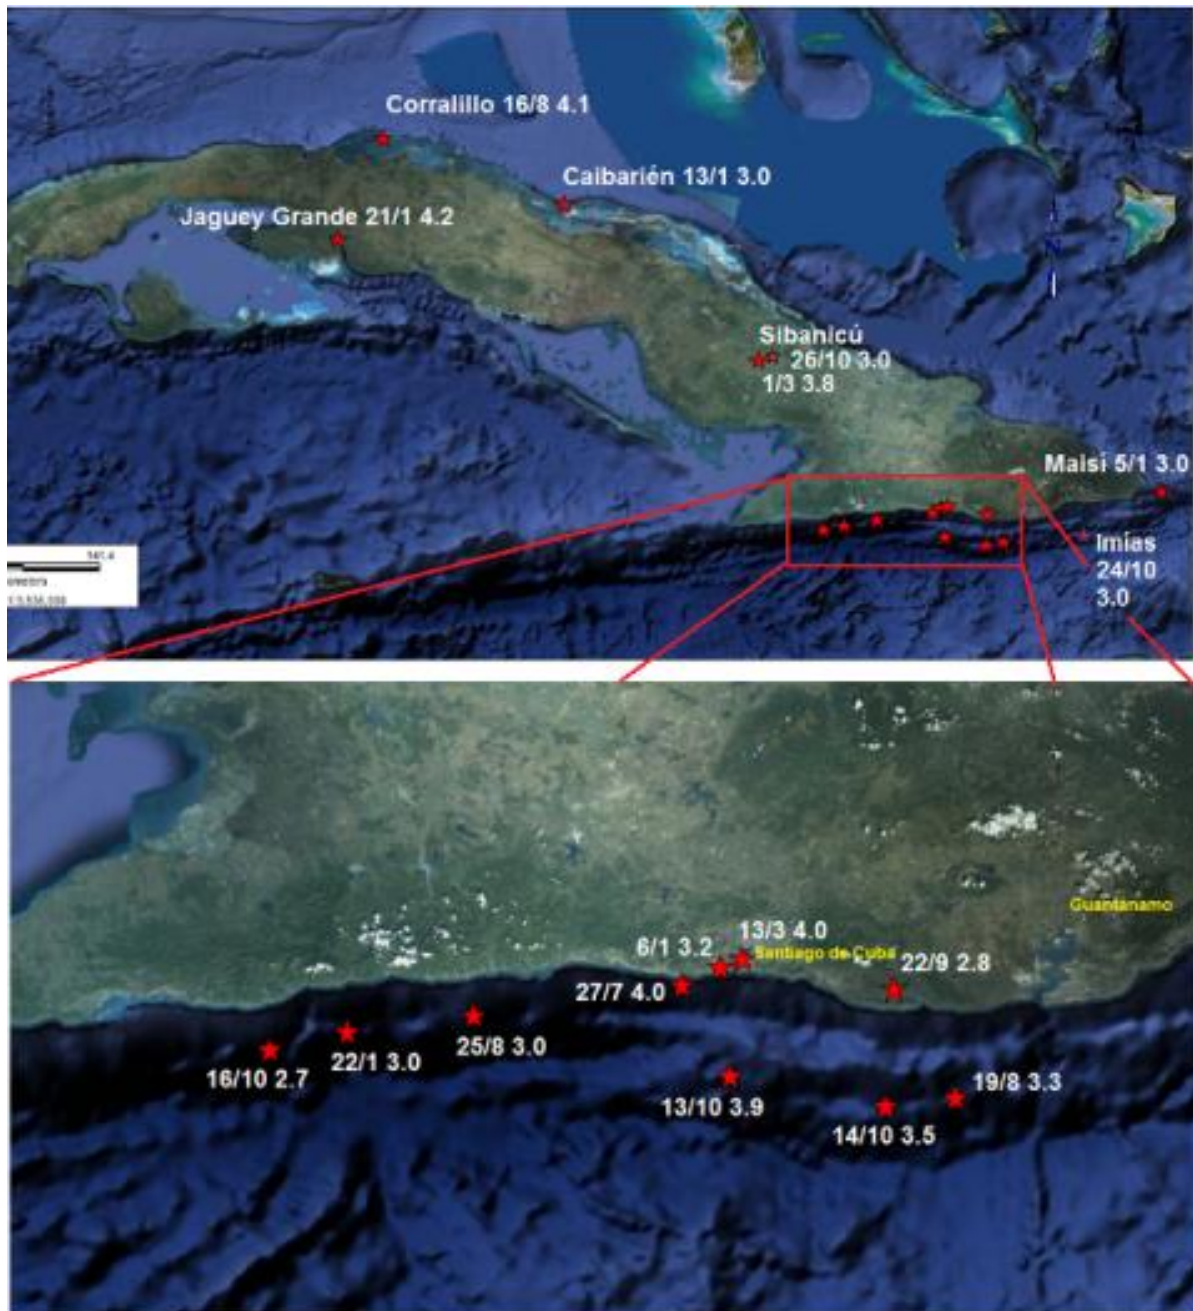 Corralillo 16/8 4.1
Caibarién 13/1 3.0
Jaguey Grande 21/1 4.2
Sibanicú
26/10 3.0
1/3 3.8
Maisí 5/1 3.0
Imías
24/10
3.0
13/3 4.0
6/1 3.2
Santiago de Cuba
22/9 2.8
Guantánamo
27/7 4.0
25/8 3.0
22/1 3.0
16/10 2.7
19/8 3.3
13/10 3.9
14/10 3.5